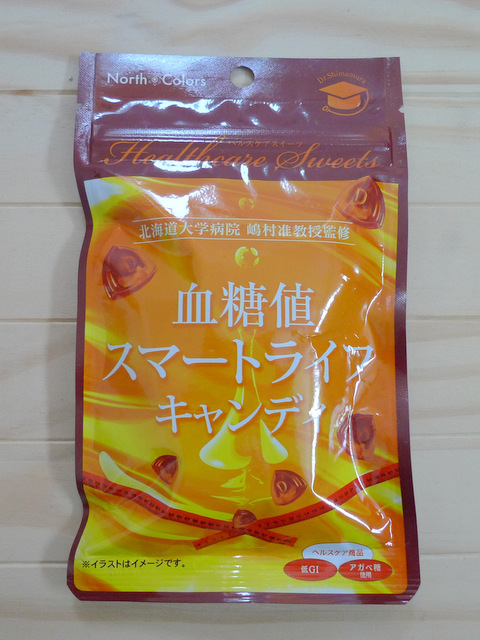 North Colors
Dr.Shimamura
ヘルスケアスイーツ
Healthcare Sweets
D
北海道大学病院 嶋村准教授監修
血糖値
スマートライフ
キャンディ
D
D
ヘルスケア商品
低GI
アガベ糖
使用
※イラストはイメージです。